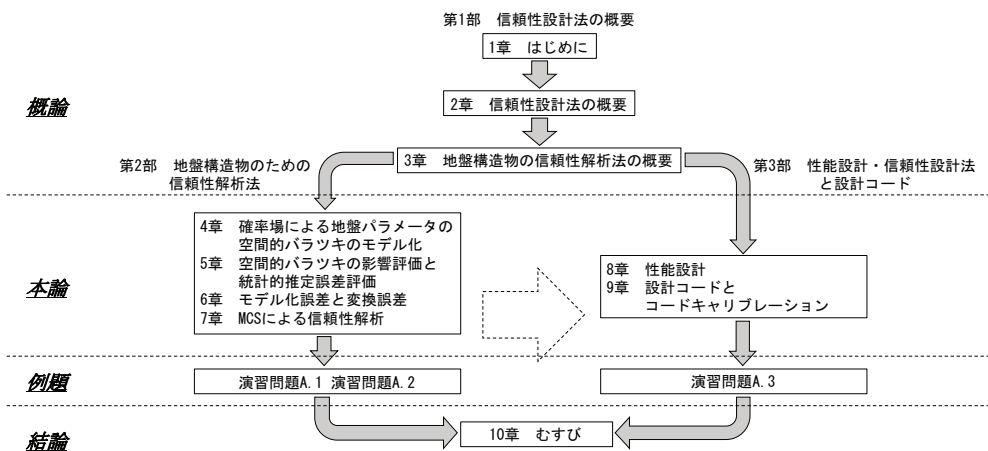 第1部 信頼性設計法の概要
1章 はじめに
概論
2章 信頼性設計法の概要
3章 地盤構造物の信頼性解析法の概要
第2部 地盤構造物のための
信頼性解析法
第3部 性能設計・信頼性設計法
と設計コード
本論
4章 確率場による地盤パラメータの
空間的バラツキのモデル化
5章 空間的バラツキの影響評価と
統計的推定誤差評価
6章 モデル化誤差と変換誤差
7章 MCSによる信頼性解析
8章 性能設計
9章 設計コードと
コードキャリブレーション
例題
演習問題A.1 演習問題A.2
演習問題A.3
結論
10章 むすび